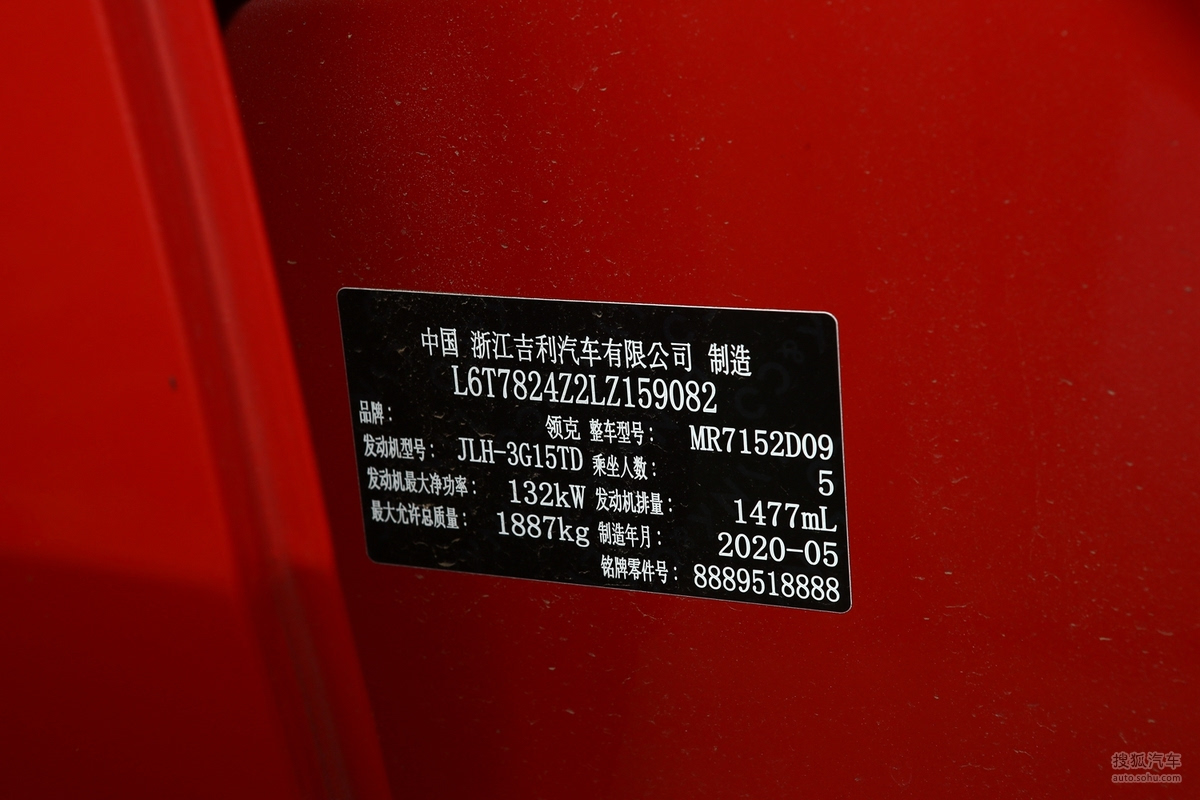 中国 浙江吉利汽车有限公司 制造
L6T7824Z2LZ159082
品牌： 领克 整车型号： MR7152D09
发动机型号： JLH-3G15TD 乘坐人数： 5
发动机最大净功率： 132kW 发动机排量： 1477mL
最大允许总质量： 1887kg 制造年月： 2020-05
铭牌零件号： 8889518888
搜狐汽车
auto.sohu.com